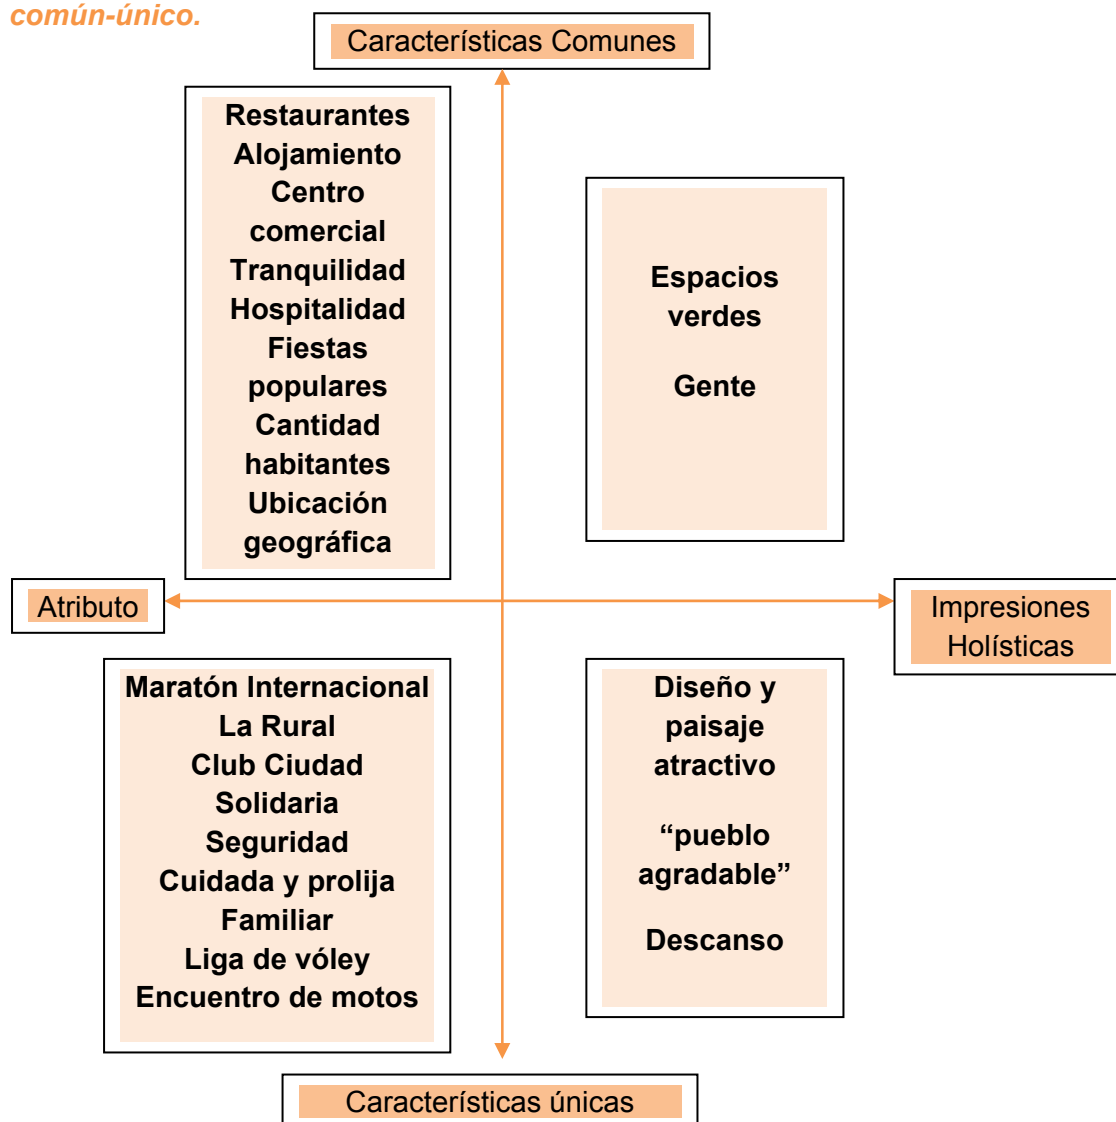 común-único.
Características Comunes
Restaurantes
Alojamiento
Centro
comercial
Tranquilidad
Hospitalidad
Fiestas
populares
Cantidad
habitantes
Ubicación
geográfica
Espacios
verdes
Gente
Atributo
Impresiones
Holísticas
Maratón Internacional
La Rural
Club Ciudad
Solidaria
Seguridad
Cuidada y prolija
Familiar
Liga de vóley
Encuentro de motos
Diseño y
paisaje
atractivo
“pueblo
agradable”
Descanso
Características únicas